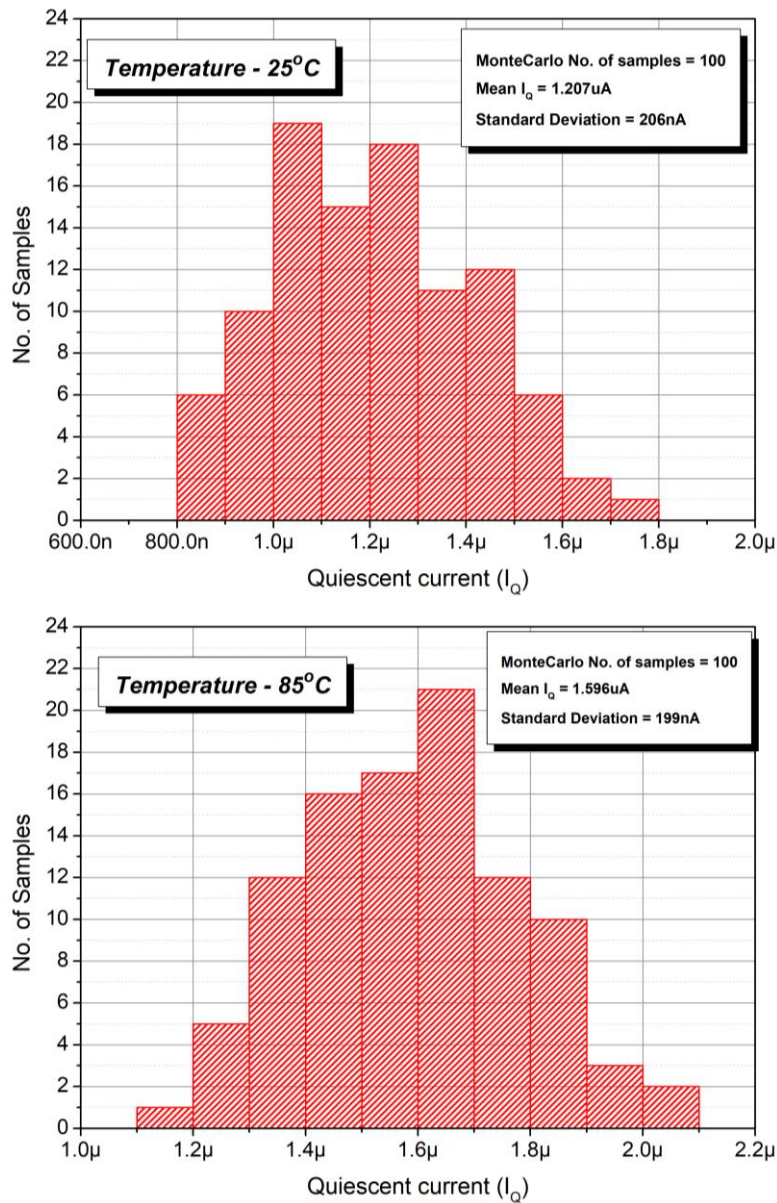 24
22
20
18
16
14
12
10
8
6
4
2
0
No. of Samples
Temperature - 25°C
MonteCarlo No. of samples = 100
Mean I_Q = 1.207uA
Standard Deviation = 206nA
600.0n 800.0n 1.0µ 1.2µ 1.4µ 1.6µ 1.8µ 2.0µ
Quiescent current (I_Q)
24
22
20
18
16
14
12
10
8
6
4
2
0
No. of Samples
Temperature - 85°C
MonteCarlo No. of samples = 100
Mean I_Q = 1.596uA
Standard Deviation = 199nA
1.0µ 1.2µ 1.4µ 1.6µ 1.8µ 2.0µ 2.2µ
Quiescent current (I_Q)